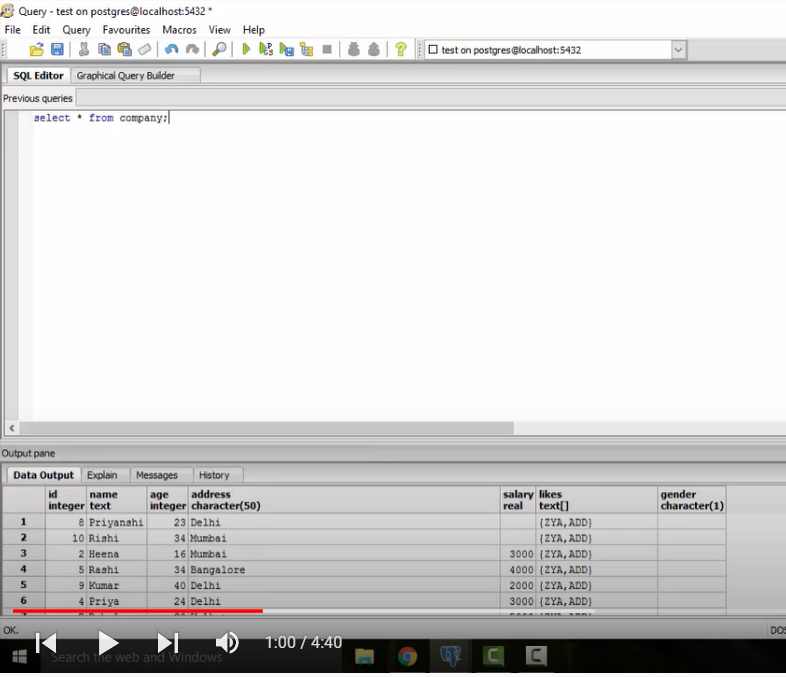 Query - test on postgres@localhost:5432 *
File Edit Query Favourites Macros View Help
test on postgres@localhost:5432
SQL Editor Graphical Query Builder
Previous queries
select * from company;
Output pane
Data Output Explain Messages History
id name age address salary likes gender
integer text integer character(50) real text[] character(1)
1 8 Priyanshi 23 Delhi {ZYA,ADD}
2 10 Rishi 34 Mumbai {ZYA,ADD}
3 2 Heena 16 Mumbai 3000 {ZYA,ADD}
4 5 Rashi 34 Bangalore 4000 {ZYA,ADD}
5 9 Kumar 40 Delhi 2000 {ZYA,ADD}
6 4 Priya 24 Delhi 3000 {ZYA,ADD}
OK. DOS
1:00 / 4:40
Search the web and Windows